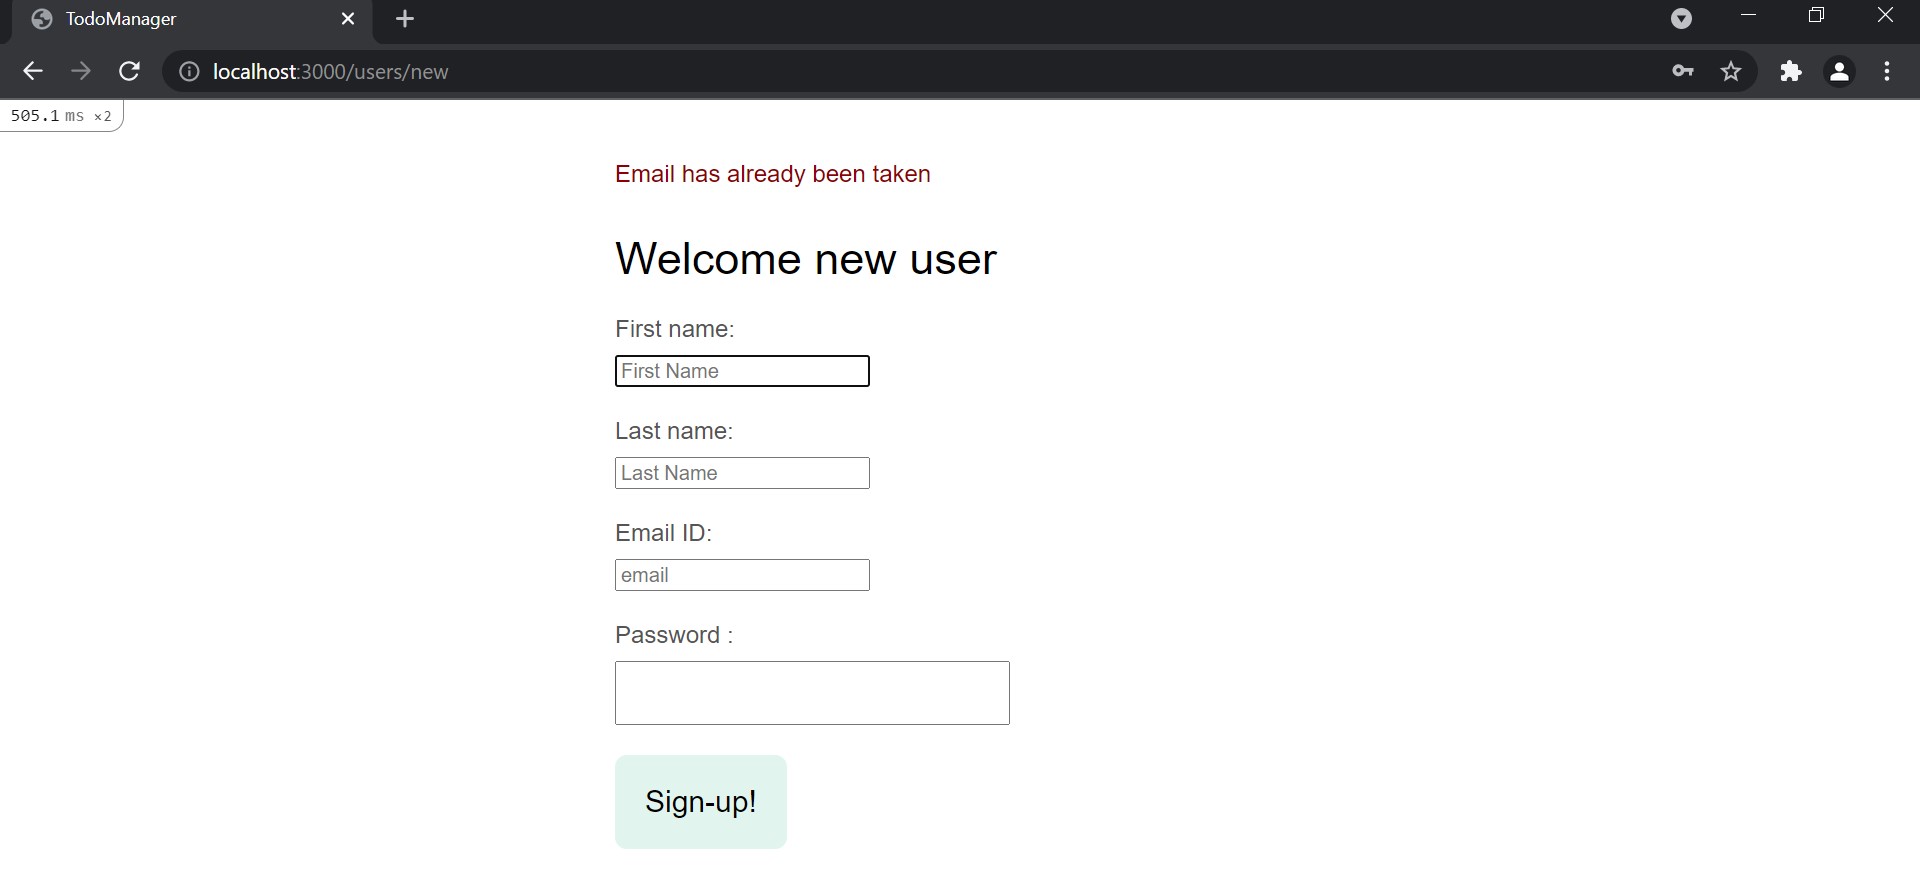 TodoManager
localhost:3000/users/new
505.1 ms ×2
Email has already been taken
Welcome new user
First name:
First Name
Last name:
Last Name
Email ID:
email
Password :
Sign-up!